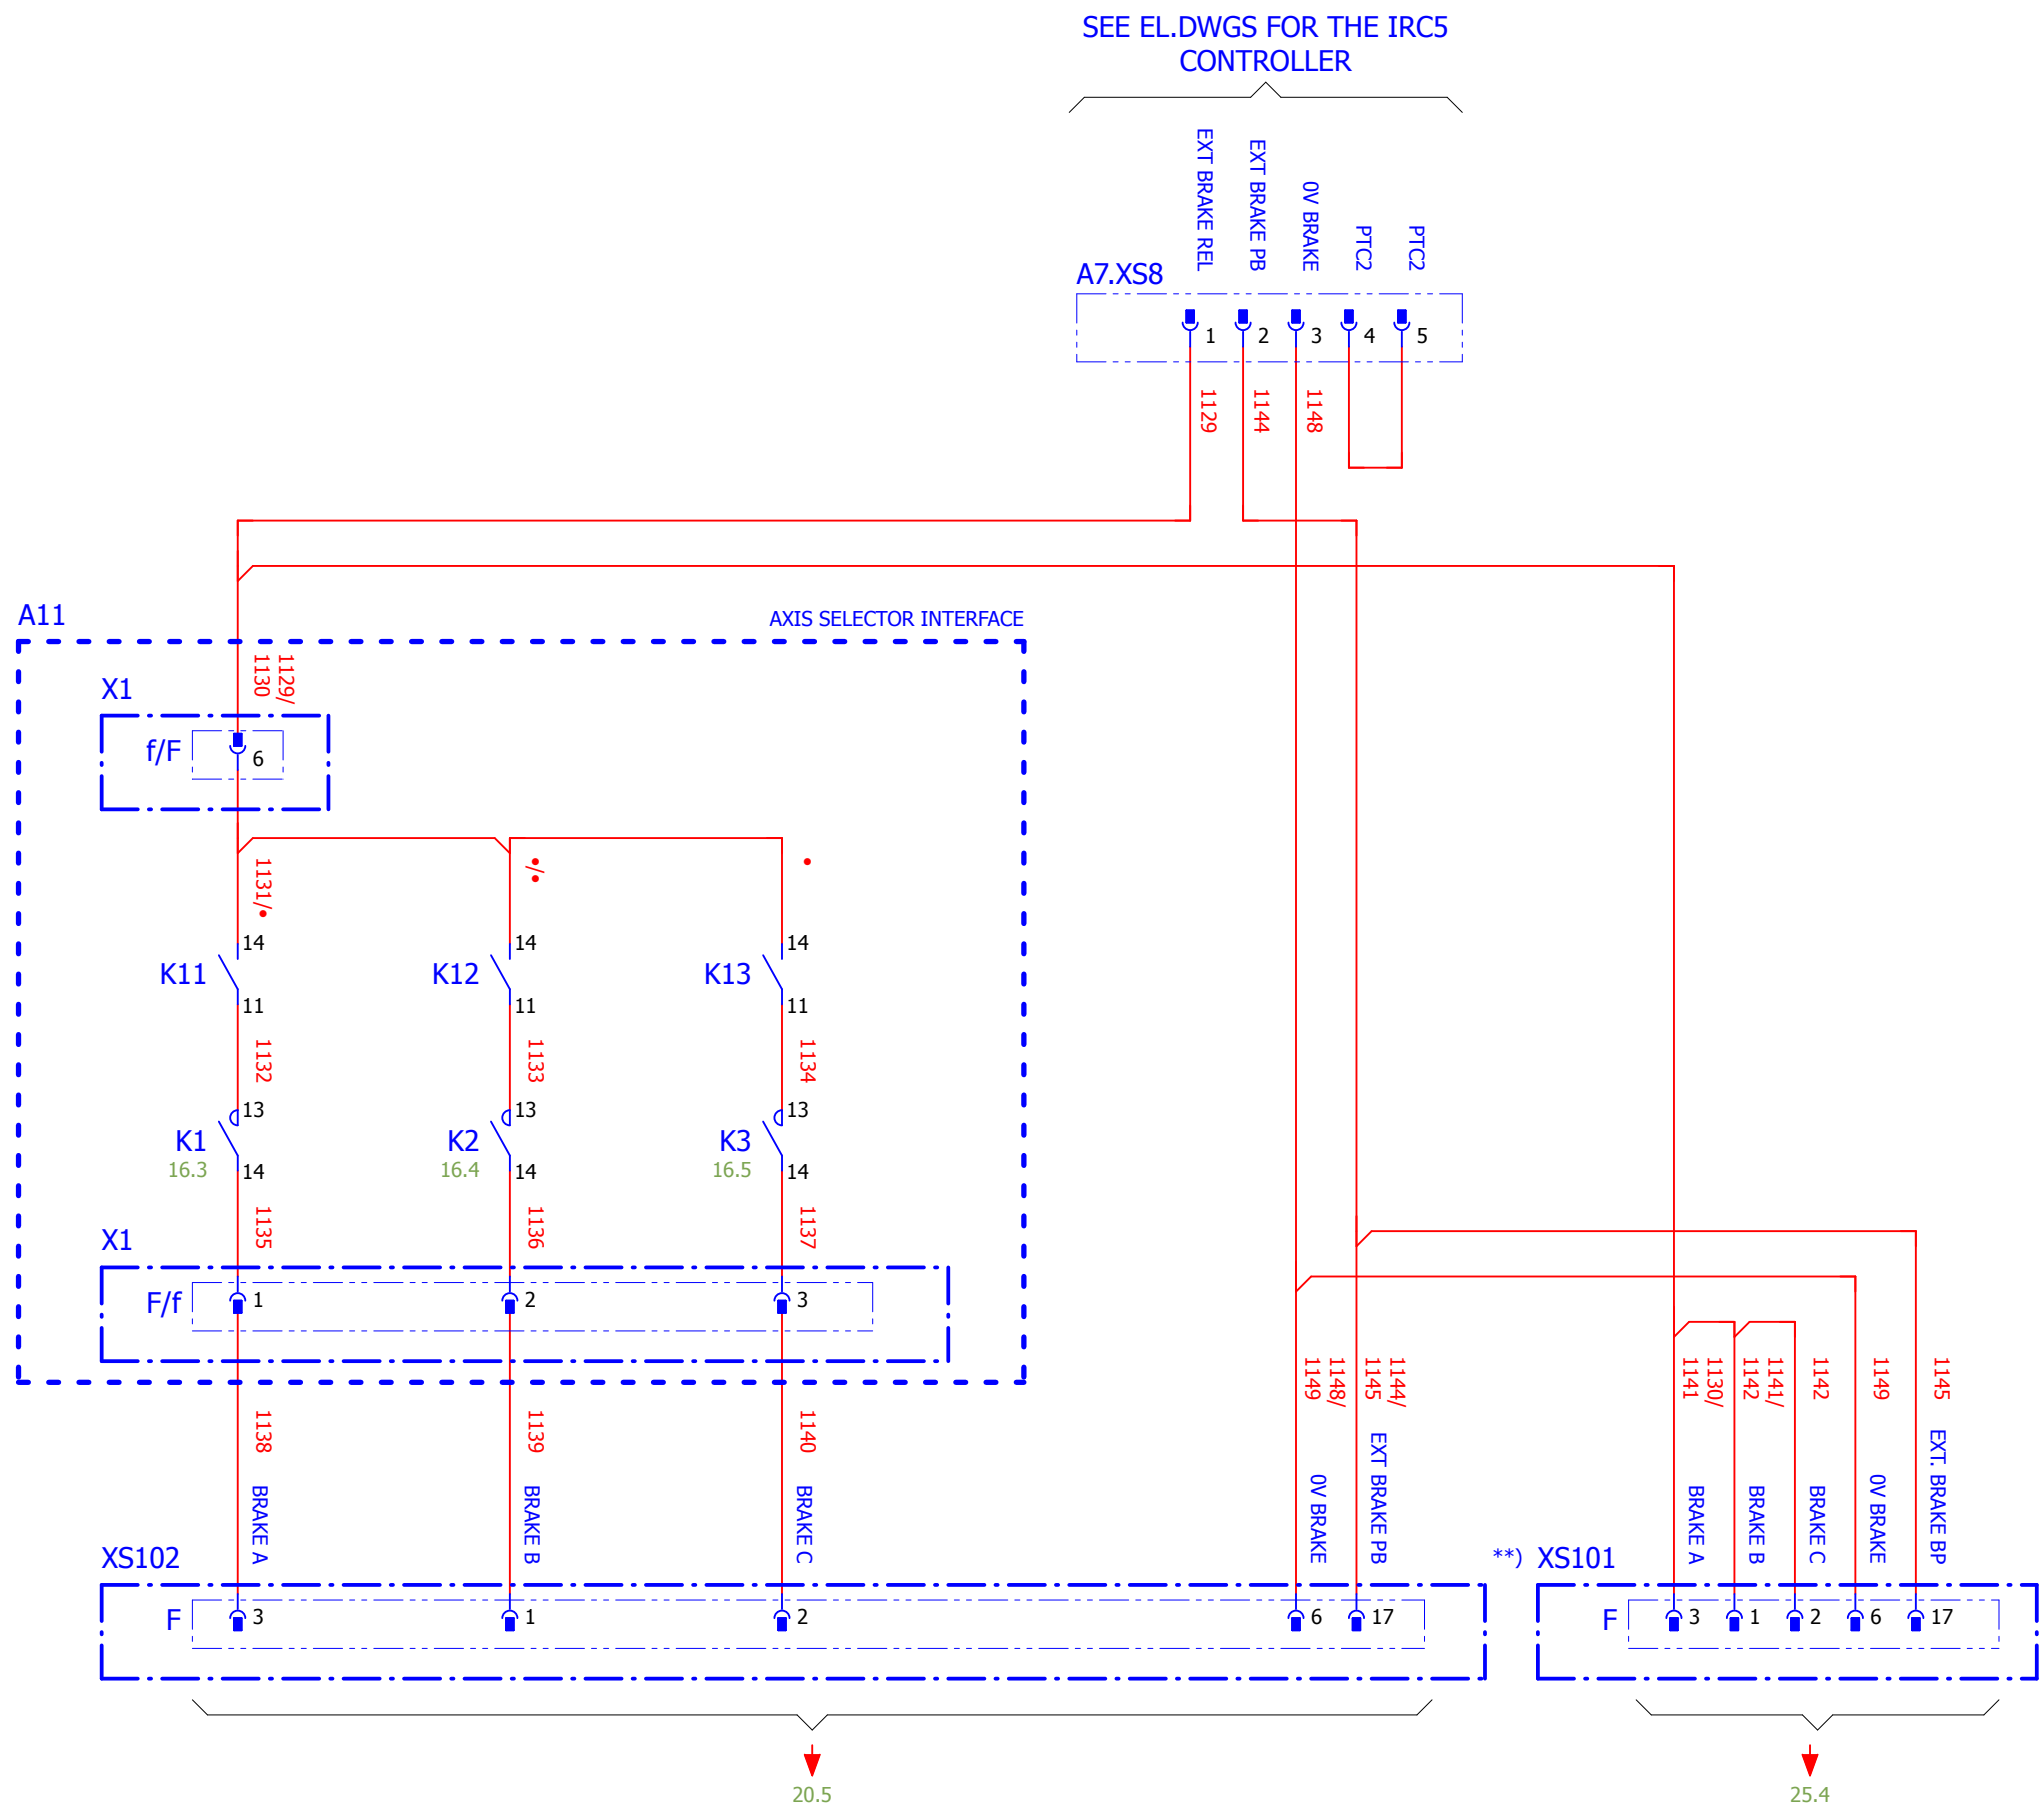 SEE EL.DWGS FOR THE IRC5
CONTROLLER
EXT BRAKE REL
EXT BRAKE PB
0V BRAKE
PTC2
PTC2
A7.XS8
1
2
3
4
5
1129
1144
1148
A11
AXIS SELECTOR INTERFACE
1129/
1130
X1
f/F
6
1131/•
•/•
•
14
14
14
K11
K12
K13
11
11
11
1132
1133
1134
13
13
13
K1
K2
K3
16.3
16.4
16.5
14
14
14
1135
1136
1137
X1
F/f
1
2
3
1138
1139
1140
1148/
1149
1144/
1145
1141
1130/
1142
1141/
1142
1149
1145
BRAKE A
BRAKE B
BRAKE C
0V BRAKE
EXT BRAKE PB
BRAKE A
BRAKE B
BRAKE C
0V BRAKE
EXT. BRAKE BP
XS102
**) XS101
F
3
1
2
6
17
F
3
1
2
6
17
20.5
25.4